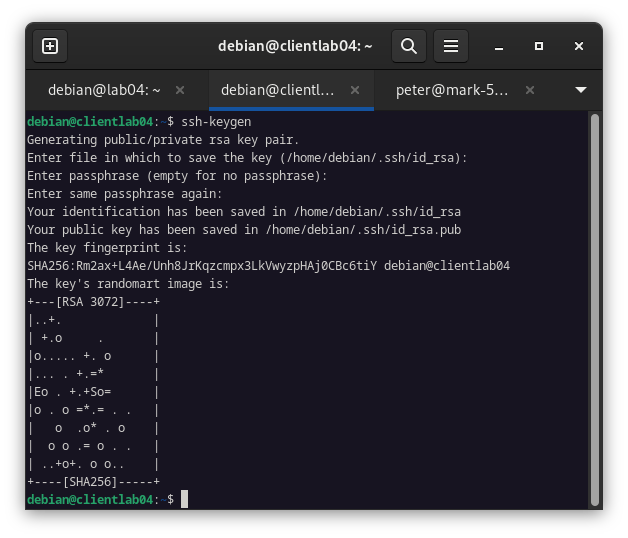 debian@clientlab04: ~
debian@lab04: ~
debian@clientl...
peter@mark-5...
debian@clientlab04:~$ ssh-keygen
Generating public/private rsa key pair.
Enter file in which to save the key (/home/debian/.ssh/id_rsa):
Enter passphrase (empty for no passphrase):
Enter same passphrase again:
Your identification has been saved in /home/debian/.ssh/id_rsa
Your public key has been saved in /home/debian/.ssh/id_rsa.pub
The key fingerprint is:
SHA256:Rm2ax+L4Ae/Unh8JrKqzcmpx3LkVwyzpHAj0CBc6tiY debian@clientlab04
The key's randomart image is:
+---[RSA 3072]----+
|..+.             |
| +.o     .       |
|o..... +. o      |
|... . +.=*       |
|Eo . +.+So=      |
|o . o =*.= . .   |
|   o  .o* . o    |
|  o o .= o . .   |
| ..+o+. o o..    |
+----[SHA256]-----+
debian@clientlab04:~$